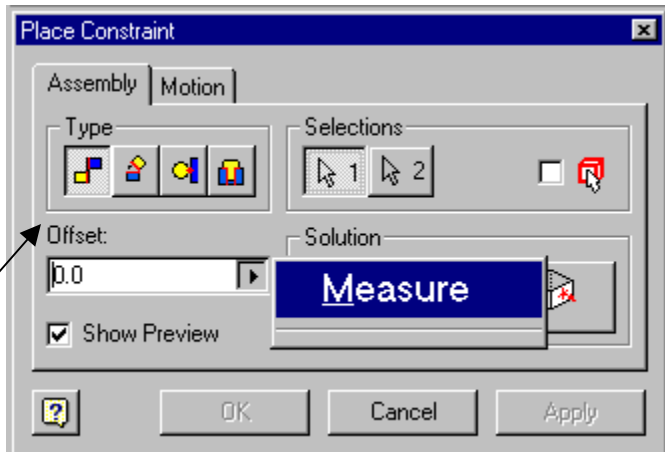 Place Constraint
Assembly Motion
Type
Selections
1 2
Offset:
Solution
0.0
Measure
Show Preview
?
OK Cancel Apply